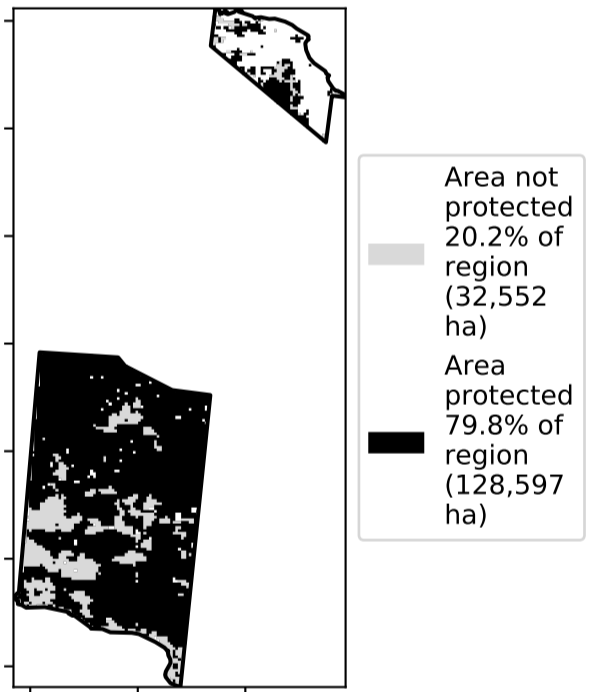 Area not
protected
20.2% of
region
(32,552
ha)
Area
protected
79.8% of
region
(128,597
ha)